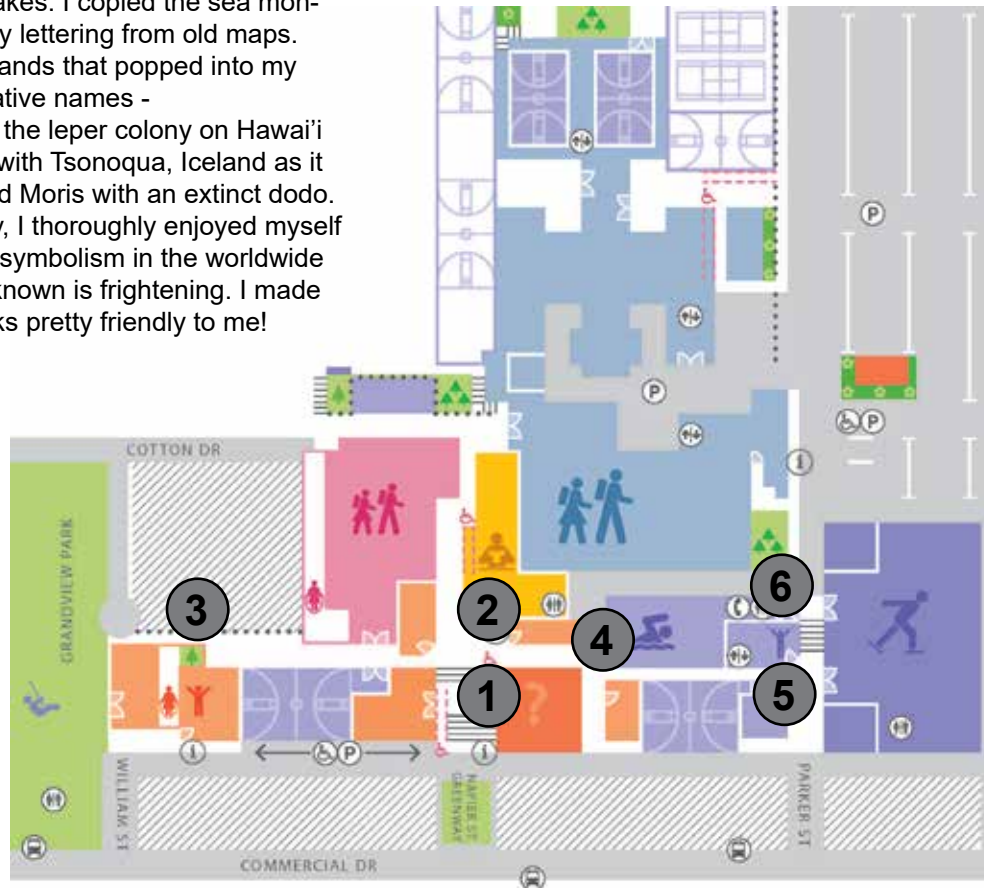 akes. I copied the sea mon-
y lettering from old maps.
ands that popped into my
ative names -
the leper colony on Hawai'i
with Tsonoqua, Iceland as it
d Moris with an extinct dodo.
, I thoroughly enjoyed myself
symbolism in the worldwide
known is frightening. I made
ks pretty friendly to me!
P
P
P
i
COTTON DR
GRANDVIEW PARK
3
2
4
6
1
?
5
i
P
i
WILLIAM ST
NAPIER ST
GREENWAY
PARKER ST
COMMERCIAL DR